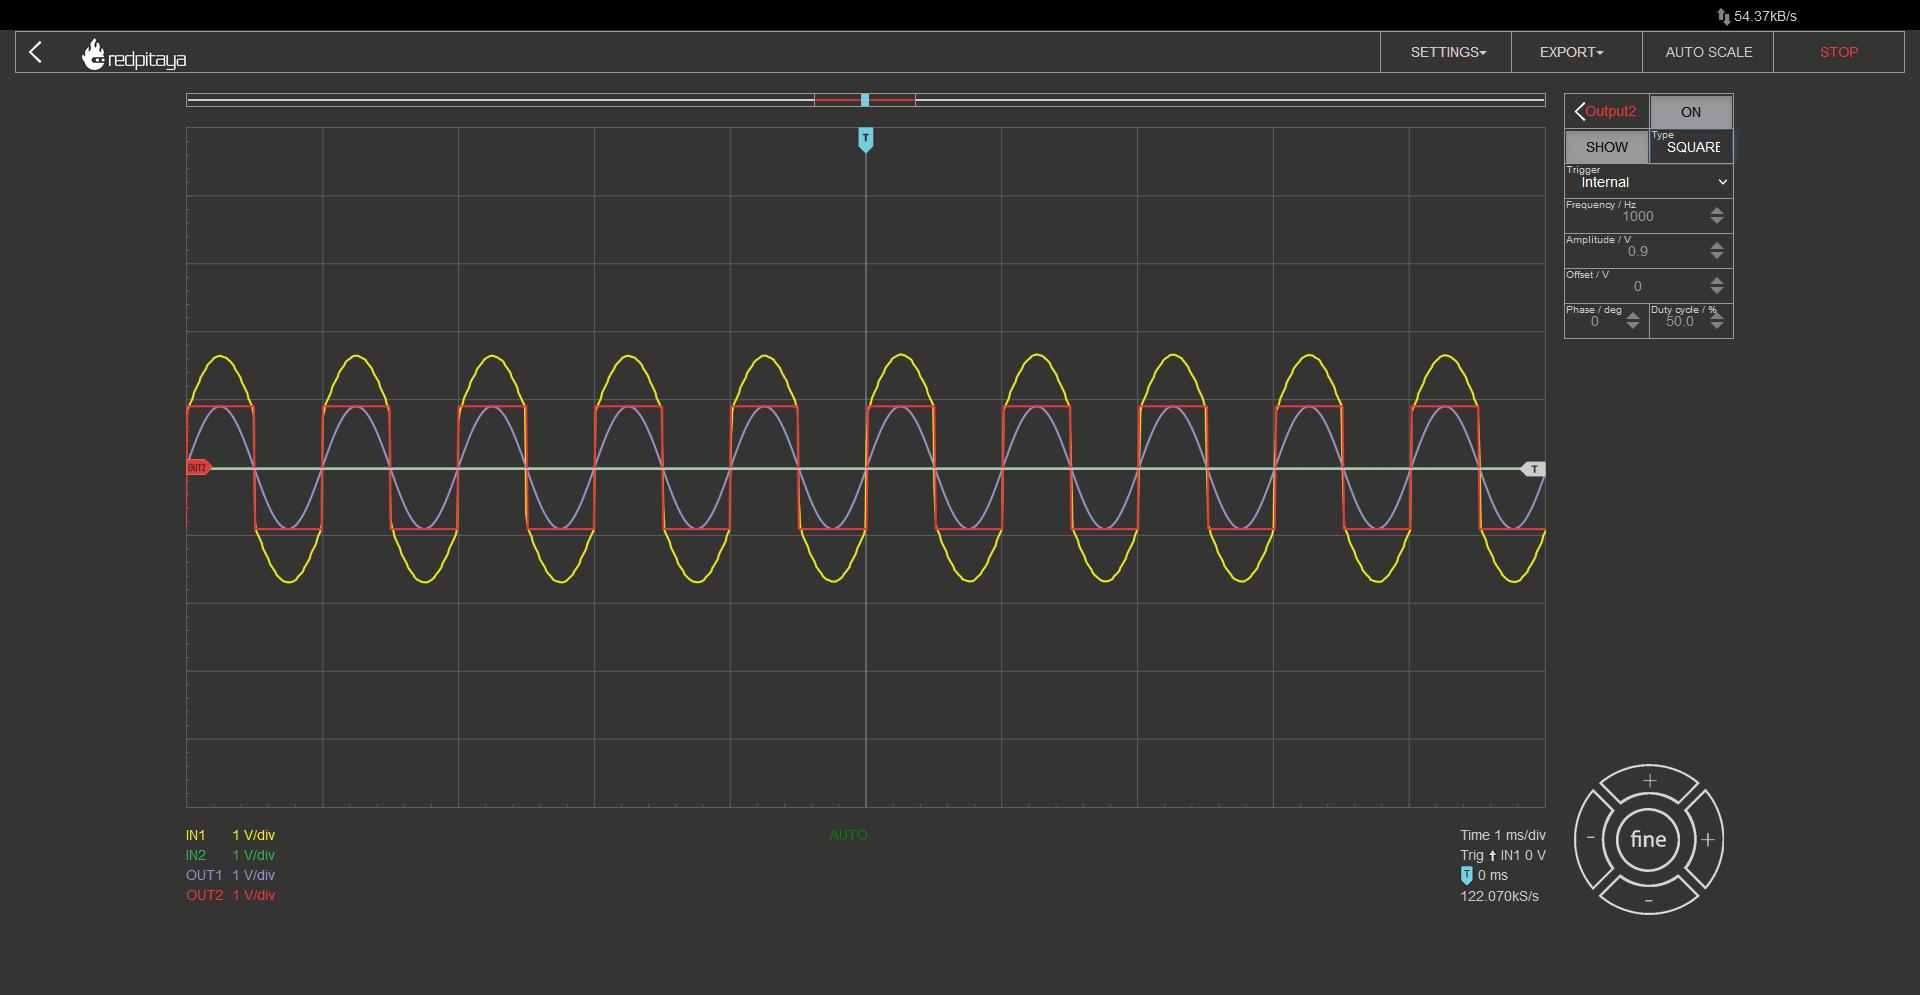 54.37kB/s
redpitaya
SETTINGS
EXPORT
AUTO SCALE
STOP
Output2
ON
SHOW
Type
SQUARE
Trigger
Internal
Frequency / Hz
1000
Amplitude / V
0.9
Offset / V
0
Phase / deg
0
Duty cycle / %
50.0
T
OUT2
T
IN1 1 V/div
IN2 1 V/div
OUT1 1 V/div
OUT2 1 V/div
AUTO
Time 1 ms/div
Trig IN1 0 V
T 0 ms
122.070kS/s
+
- fine +
-